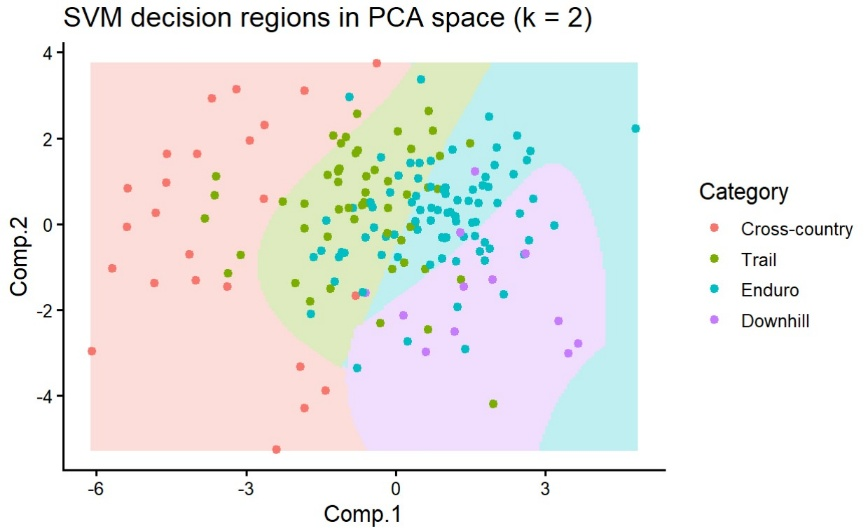 SVM decision regions in PCA space (k = 2)
4
2
0
-2
-4
Comp.2
-6
-3
0
3
Comp.1
Category
Cross-country
Trail
Enduro
Downhill